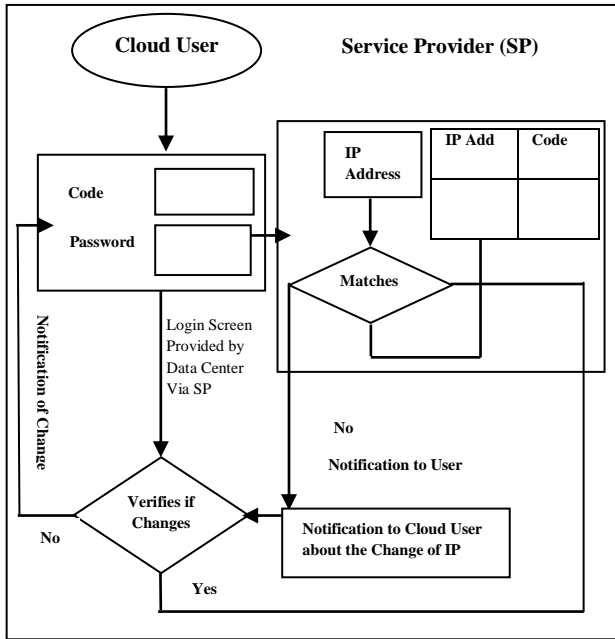 Cloud User
Service Provider (SP)
IP
Address
IP Add
Code
Code
Password
Matches
Login Screen
Provided by
Data Center
Via SP
Notification of
Change
No
Notification to User
Verifies if
Changes
Notification to Cloud User
about the Change of IP
No
Yes